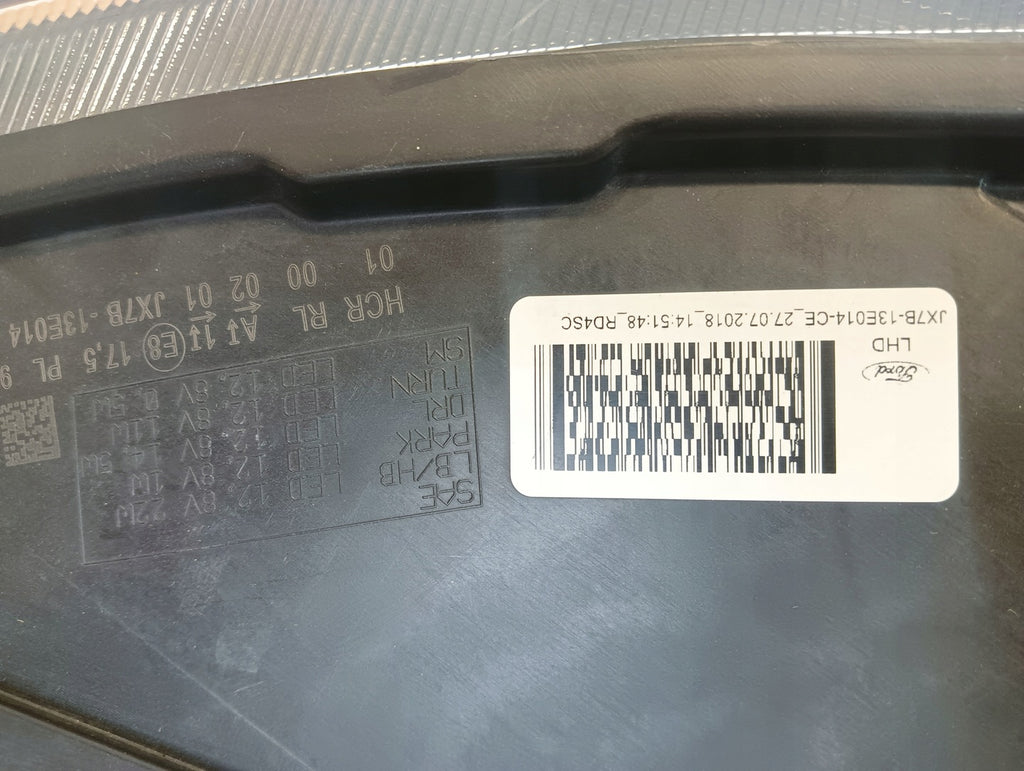 Ford
LHD
JX7B-13E014-CE_27.07.2018_14:51:48_RD4SC
SAE
LB/HB LED 12,8V 22W
PARK LED 12,8V 1W
DRL LED 12,8V 14,5W
TURN LED 12,8V 11W
SM LED 12,8V 0,5W
HCR RL A 1 E8 17,5 PL 9
01 00 02 01 JX7B -13E014